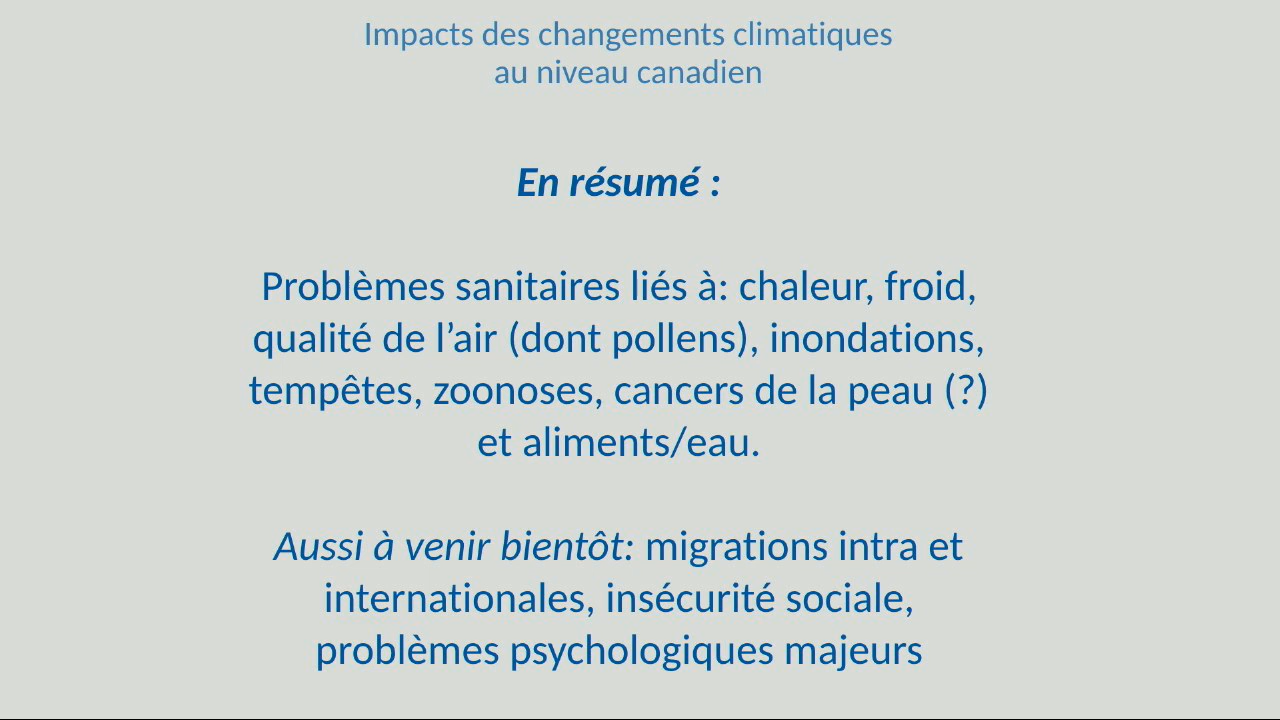 Impacts des changements climatiques
au niveau canadien
En résumé :
Problèmes sanitaires liés à: chaleur, froid,
qualité de l’air (dont pollens), inondations,
tempêtes, zoonoses, cancers de la peau (?)
et aliments/eau.
Aussi à venir bientôt: migrations intra et
internationales, insécurité sociale,
problèmes psychologiques majeurs